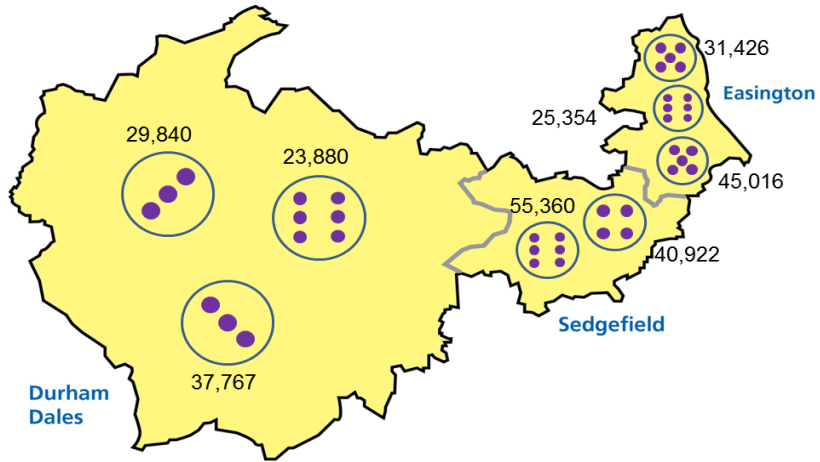 31,426
Easington
25,354
29,840
23,880
45,016
55,360
40,922
Sedgefield
37,767
Durham
Dales